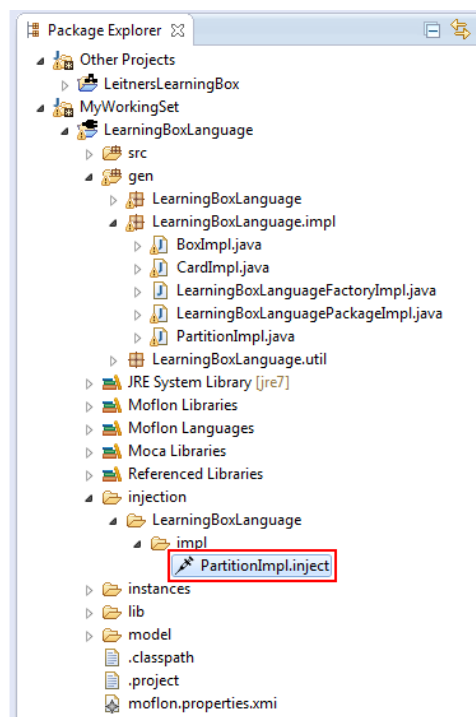 Package Explorer
Other Projects
LeitnersLearningBox
MyWorkingSet
LearningBoxLanguage
src
gen
LearningBoxLanguage
LearningBoxLanguage.impl
BoxImpl.java
CardImpl.java
LearningBoxLanguageFactoryImpl.java
LearningBoxLanguagePackageImpl.java
PartitionImpl.java
LearningBoxLanguage.util
JRE System Library [jre7]
Moflon Libraries
Moflon Languages
Moca Libraries
Referenced Libraries
injection
LearningBoxLanguage
impl
PartitionImpl.inject
instances
lib
model
.classpath
.project
moflon.properties.xmi